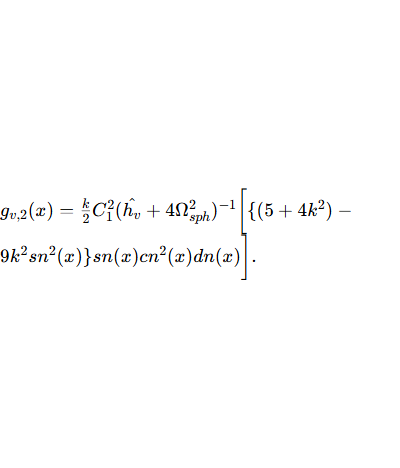 g_{v,2}(x) = \frac{k}{2} C_1^2 (\hat{h_v} + 4\Omega_{sph}^2)^{-1} \Big[ \{(5 + 4k^2) -
9k^2 sn^2(x)\} sn(x) cn^2(x) dn(x) \Big].